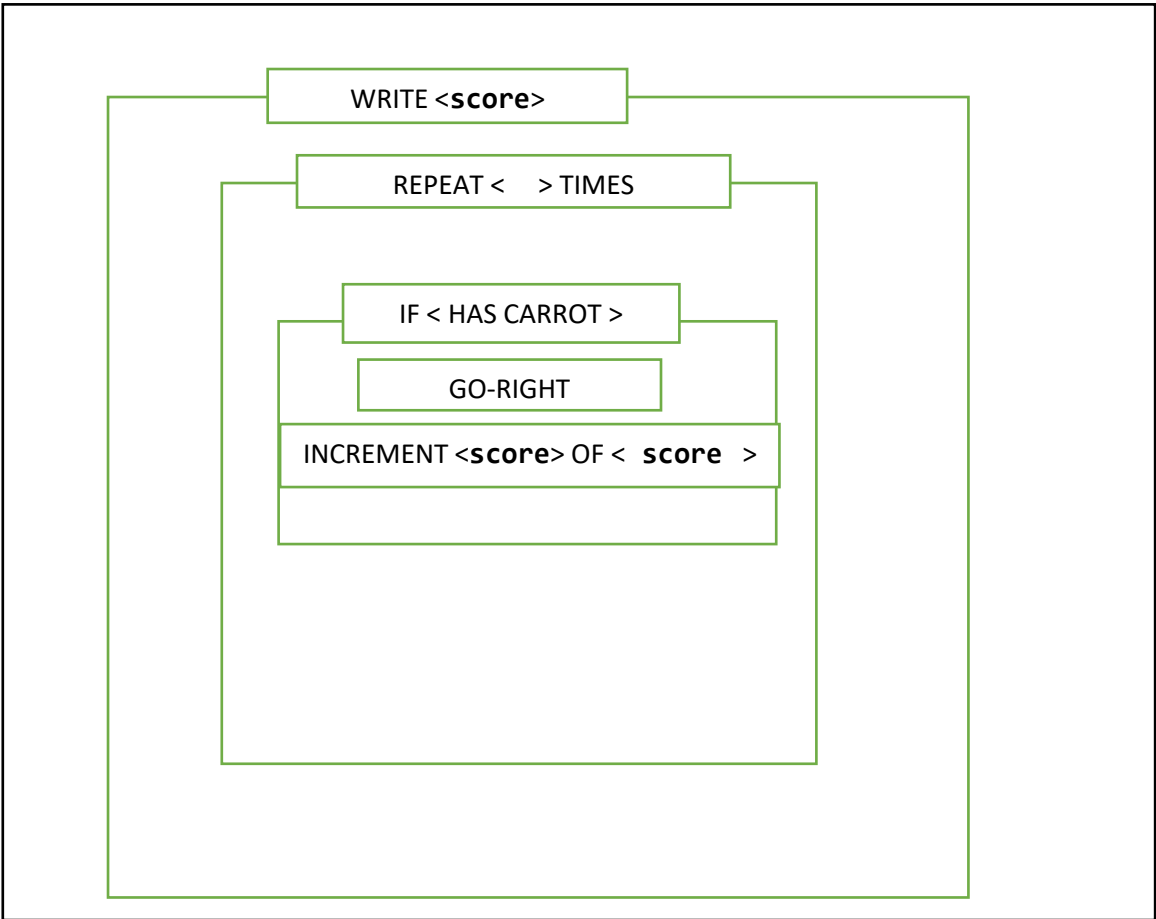 WRITE <score>
REPEAT <   > TIMES
IF < HAS CARROT >
GO-RIGHT
INCREMENT <score> OF < score >